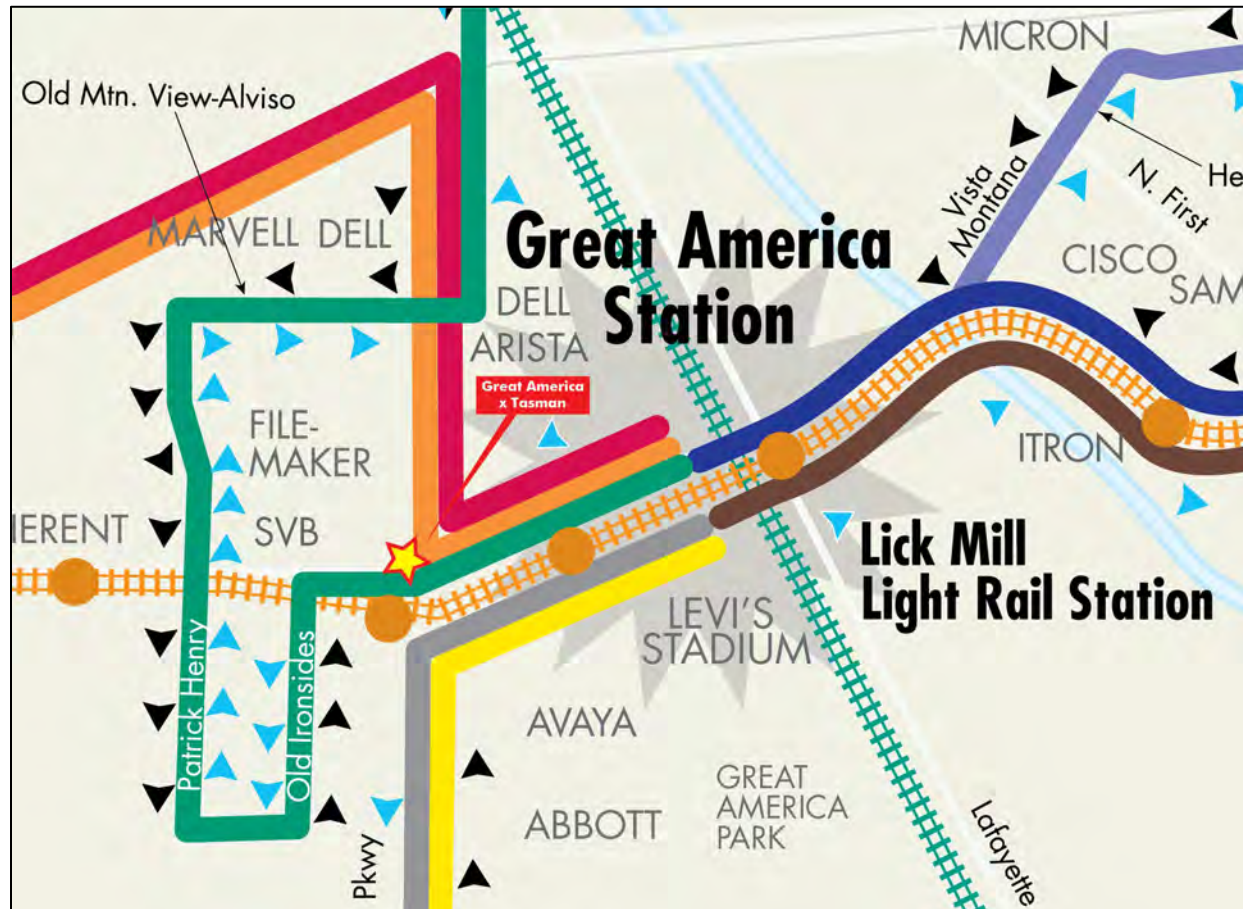 MICRON
Old Mtn. View-Alviso
Vista
Montana
N. First
He
MARVELL
DELL
Great America
Station
CISCO
SAM
DELL
ARISTA
Great America
x Tasman
FILE-
MAKER
ITRON
HERENT
SVB
Lick Mill
Light Rail Station
LEVI'S
STADIUM
Patrick Henry
Old Ironsides
AVAYA
GREAT
AMERICA
PARK
ABBOTT
Pkwy
Lafayette